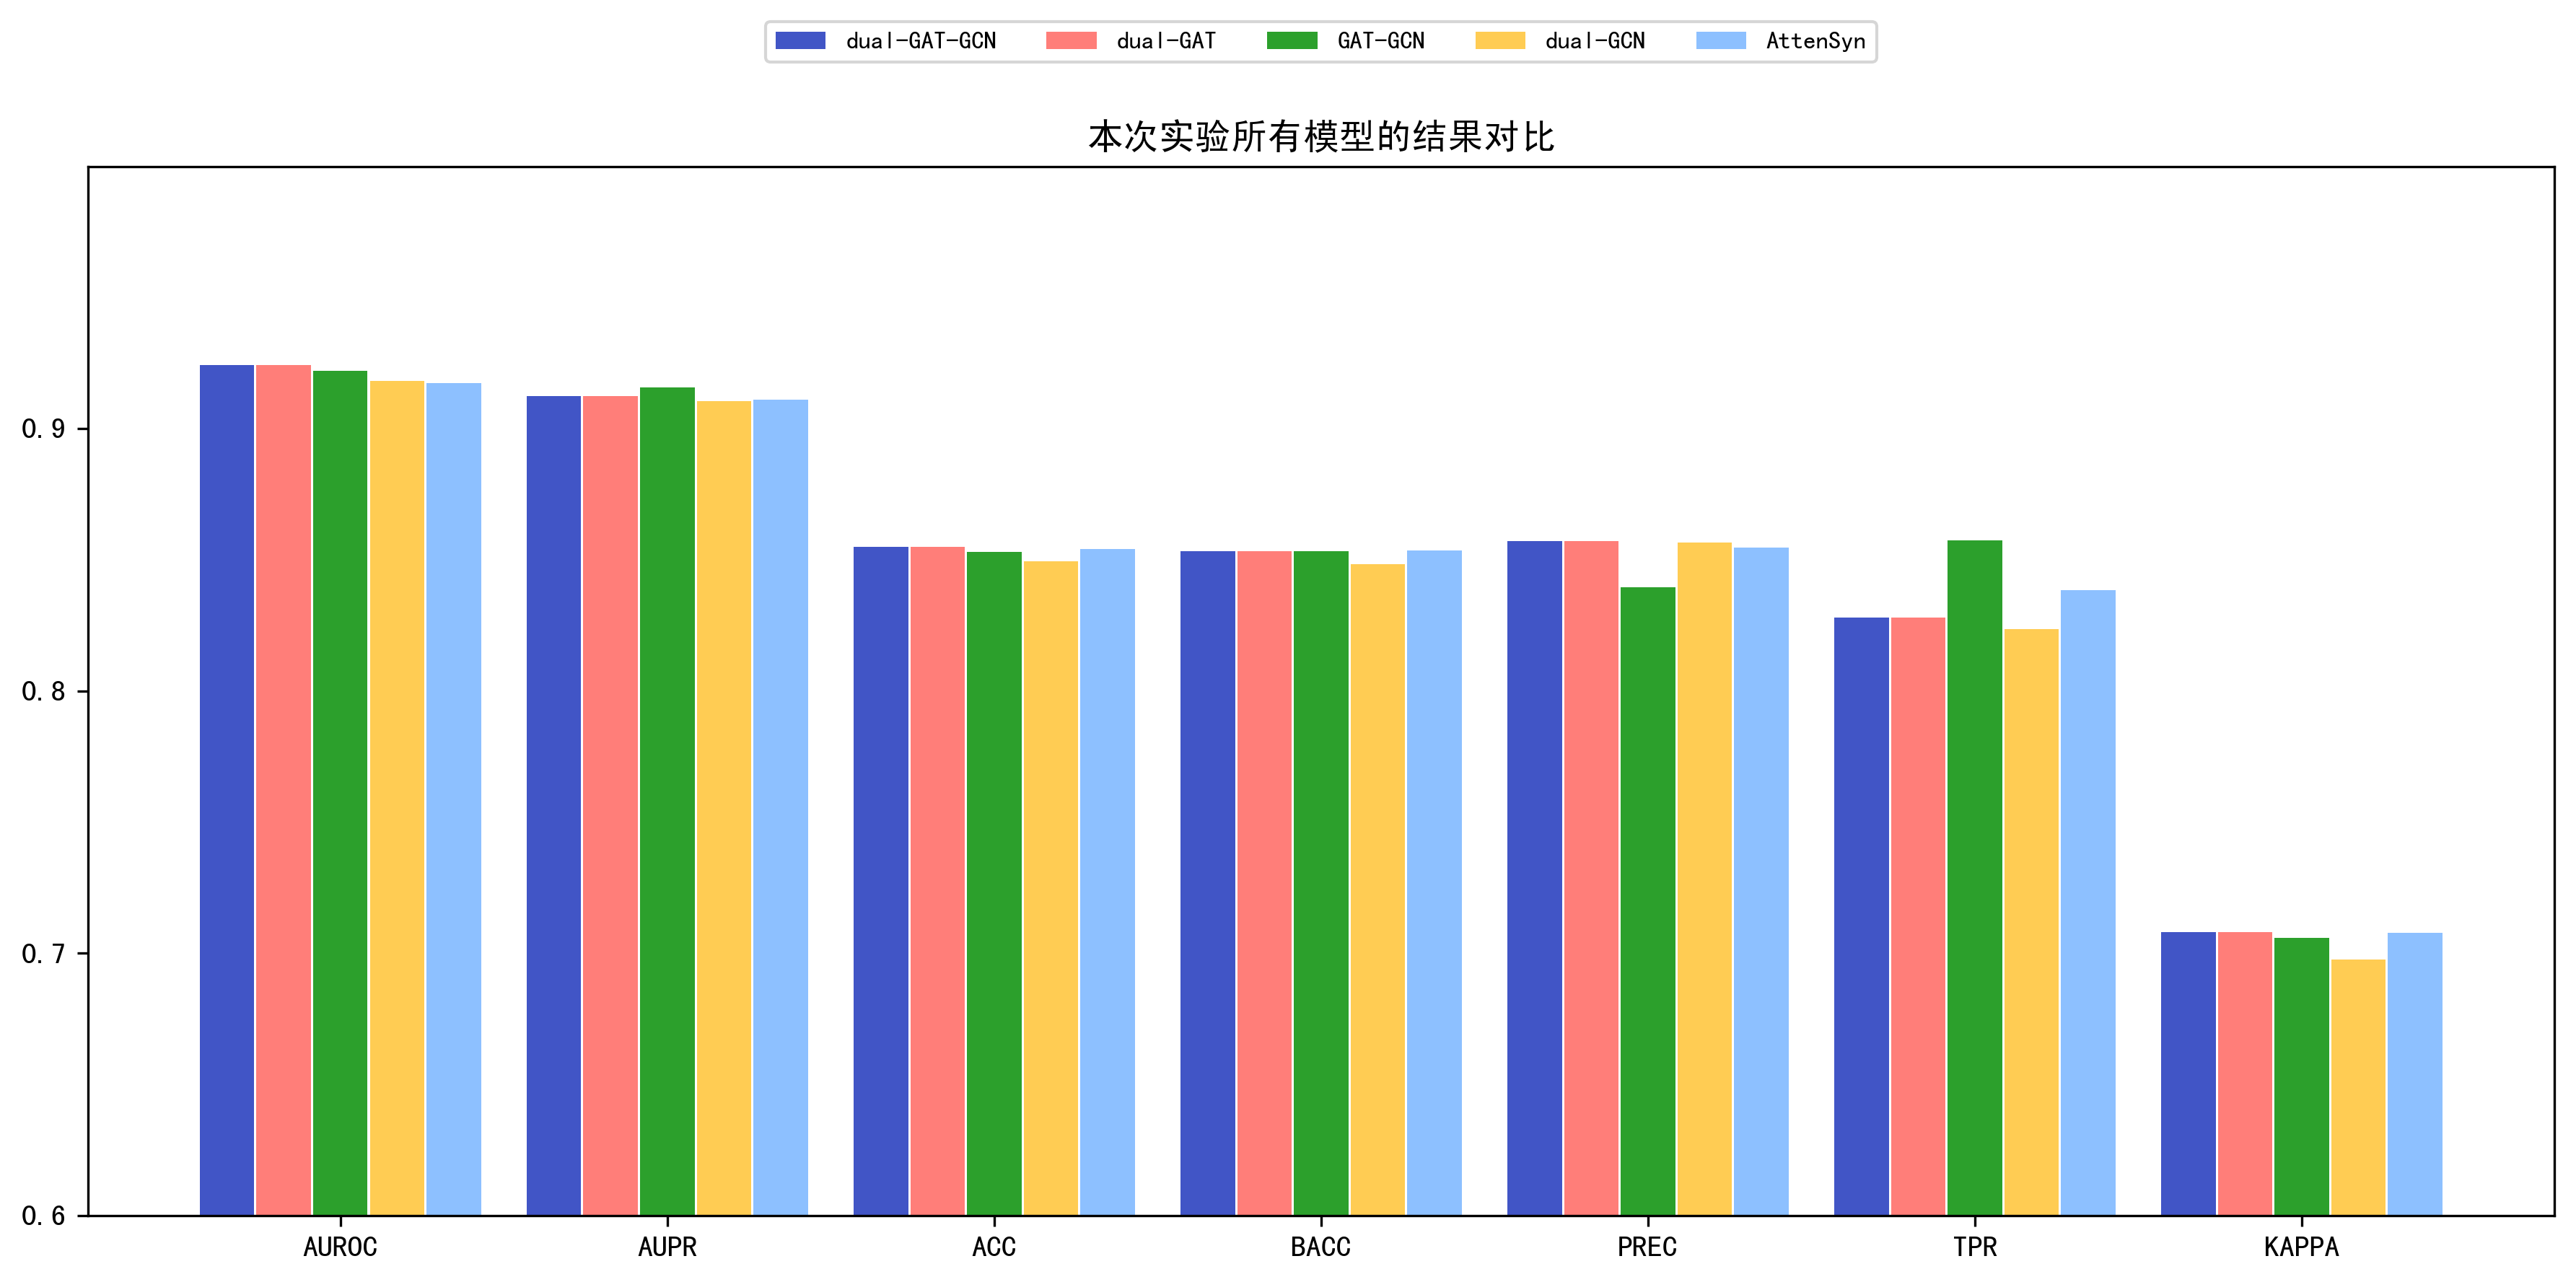 dual-GAT-GCN dual-GAT GAT-GCN dual-GCN AttenSyn
本次实验所有模型的结果对比
0.9
0.8
0.7
0.6
AUROC AUPR ACC BACC PREC TPR KAPPA